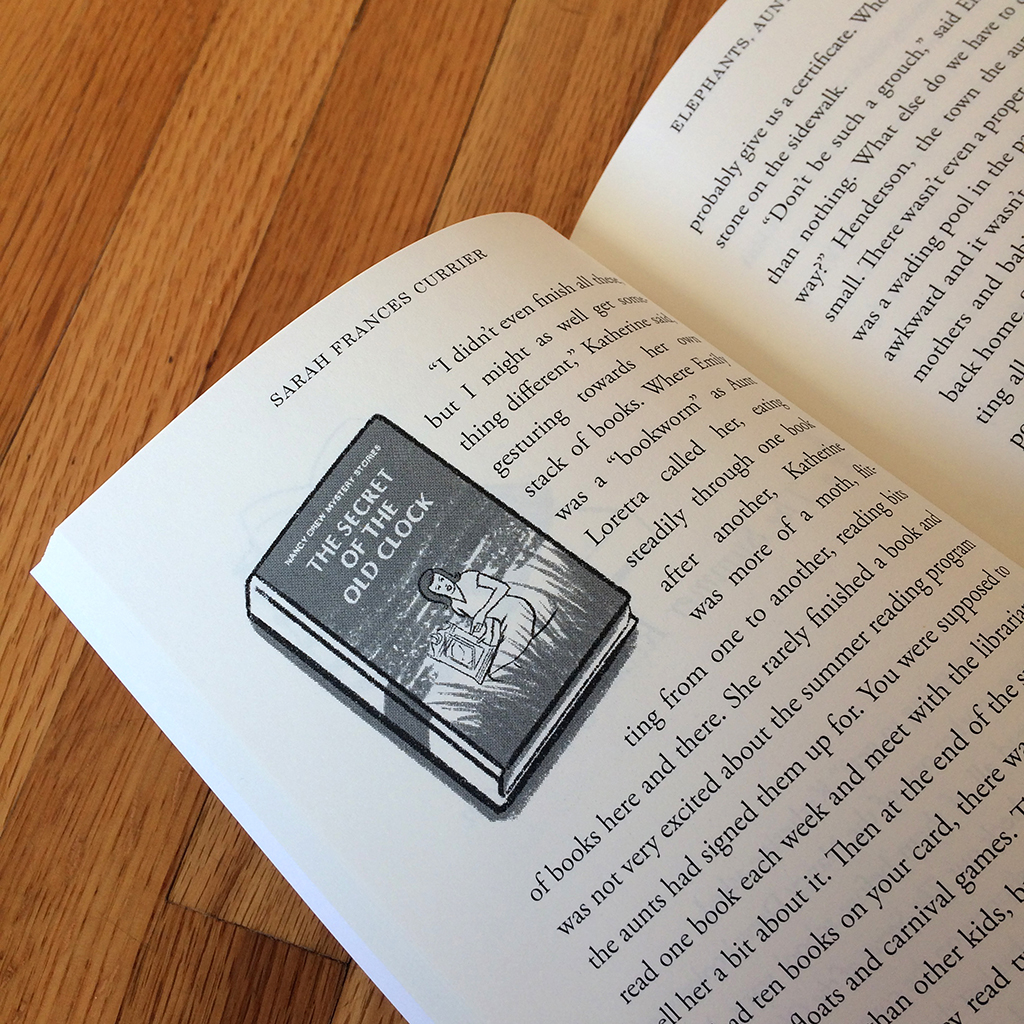 SARAH FRANCES CURRIER
"I didn't even finish all these,
but I might as well get some-
thing different," Katherine said,
gesturing towards her own
stack of books. Where Emily
was a "bookworm" as Aunt
Loretta called her, eating
steadily through one book
after another, Katherine
was more of a moth, flit-
ting from one to another, reading bits
of books here and there. She rarely finished a book and
was not very excited about the summer reading program
the aunts had signed them up for. You were supposed to
read one book each week and meet with the
ell her a bit about it. Then at the end of the
ten books on your card, there
and carnival games.
other kids,
read
NANCY DREW MYSTERY STORIES
THE SECRET
OF THE
OLD CLOCK
ELEPHANTS,
probably give us a certificate.
stone on the sidewalk.
"Don't be such a grouch," said
than nothing. What else do we have to
way?" Henderson, the town the
small. There wasn't even a proper
was a wading pool in the
awkward and it wasn't
mothers and
back home,
ting all